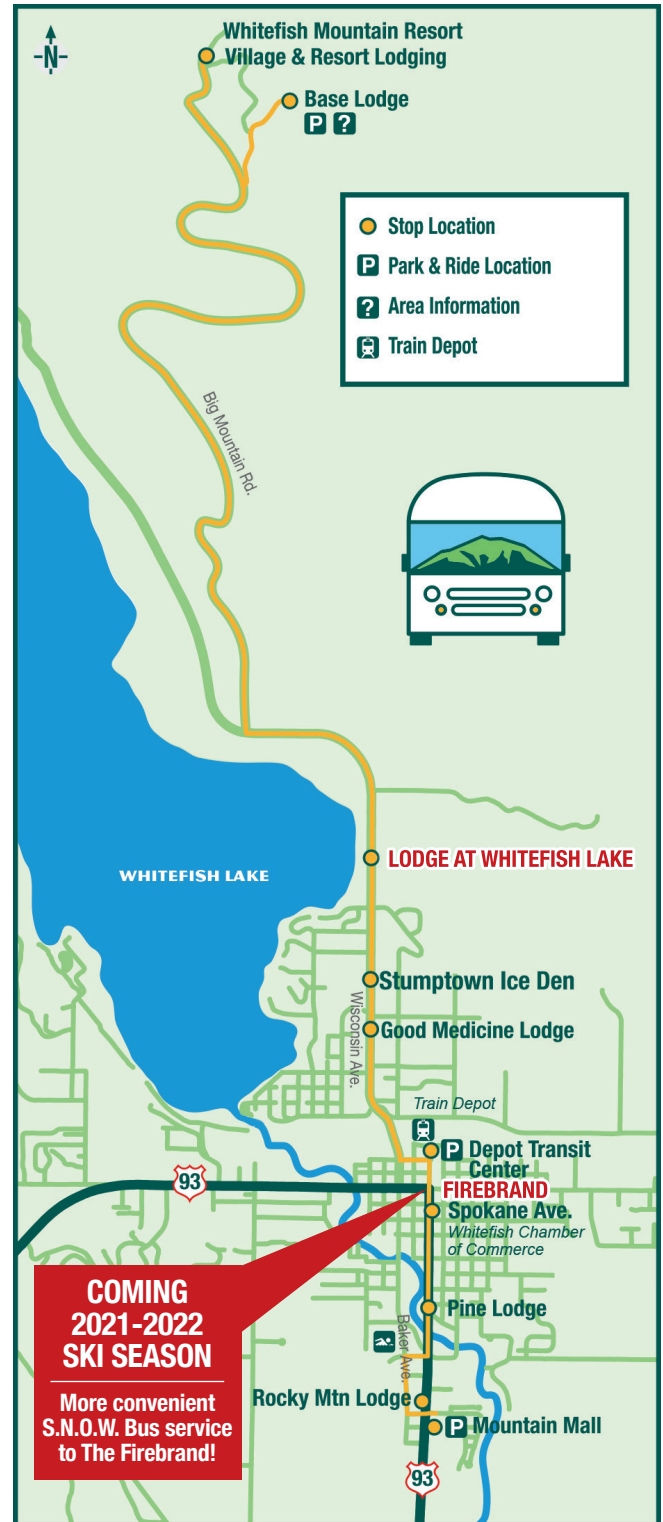 -N-
Whitefish Mountain Resort
Village & Resort Lodging
Base Lodge
P ?
Stop Location
P Park & Ride Location
? Area Information
Train Depot
Big Mountain Rd.
WHITEFISH LAKE
LODGE AT WHITEFISH LAKE
Stumptown Ice Den
Wisconsin Ave.
Good Medicine Lodge
Train Depot
P Depot Transit
Center
93
FIREBRAND
Spokane Ave.
Whitefish Chamber
of Commerce
COMING
2021-2022
SKI SEASON
More convenient
S.N.O.W. Bus service
to The Firebrand!
Pine Lodge
Baker Ave.
Rocky Mtn Lodge
P Mountain Mall
93